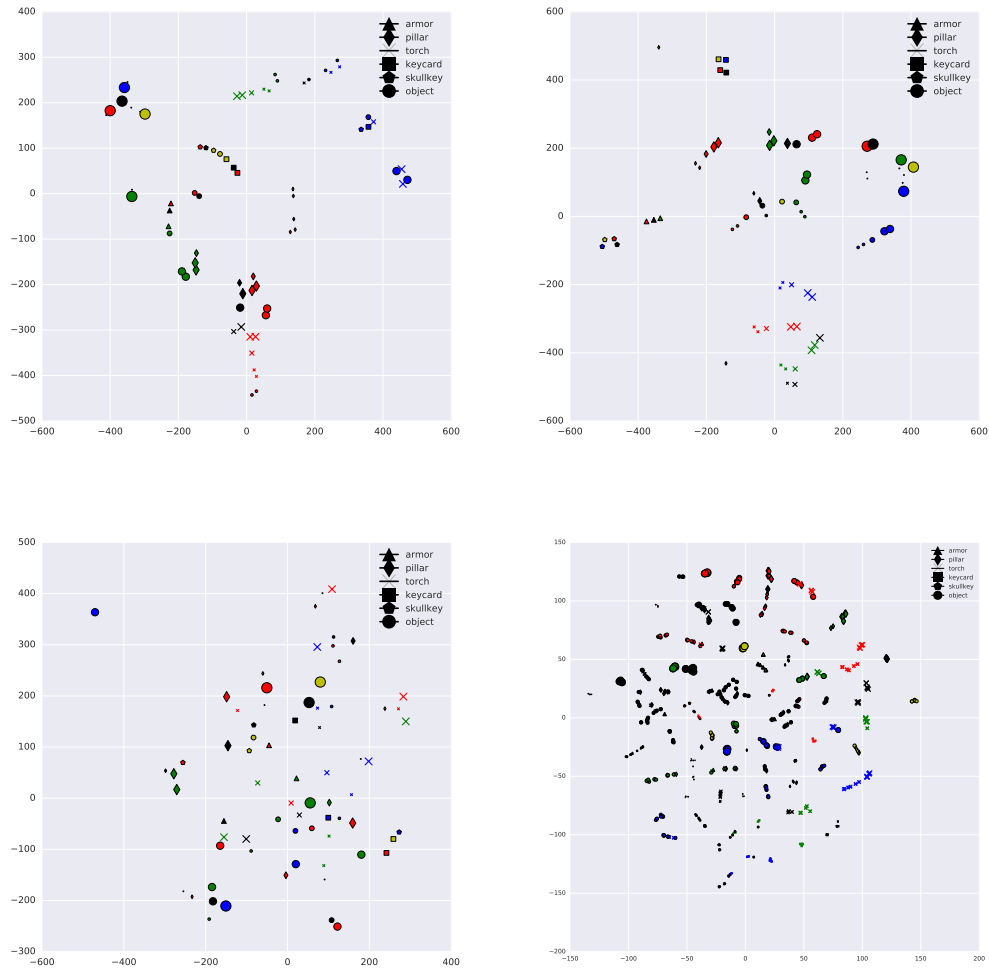 400
300
200
100
0
−100
−200
−300
−400
−500
−600 −400 −200 0 200 400 600
armor
pillar
torch
keycard
skullkey
object
600
400
200
0
−200
−400
−600
−600 −400 −200 0 200 400 600
armor
pillar
torch
keycard
skullkey
object
500
400
300
200
100
0
−100
−200
−300
−600 −400 −200 0 200 400
armor
pillar
torch
keycard
skullkey
object
150
100
50
0
−50
−100
−150
−200
−150 −100 −50 0 50 100 150 200
armor
pillar
torch
keycard
skullkey
object